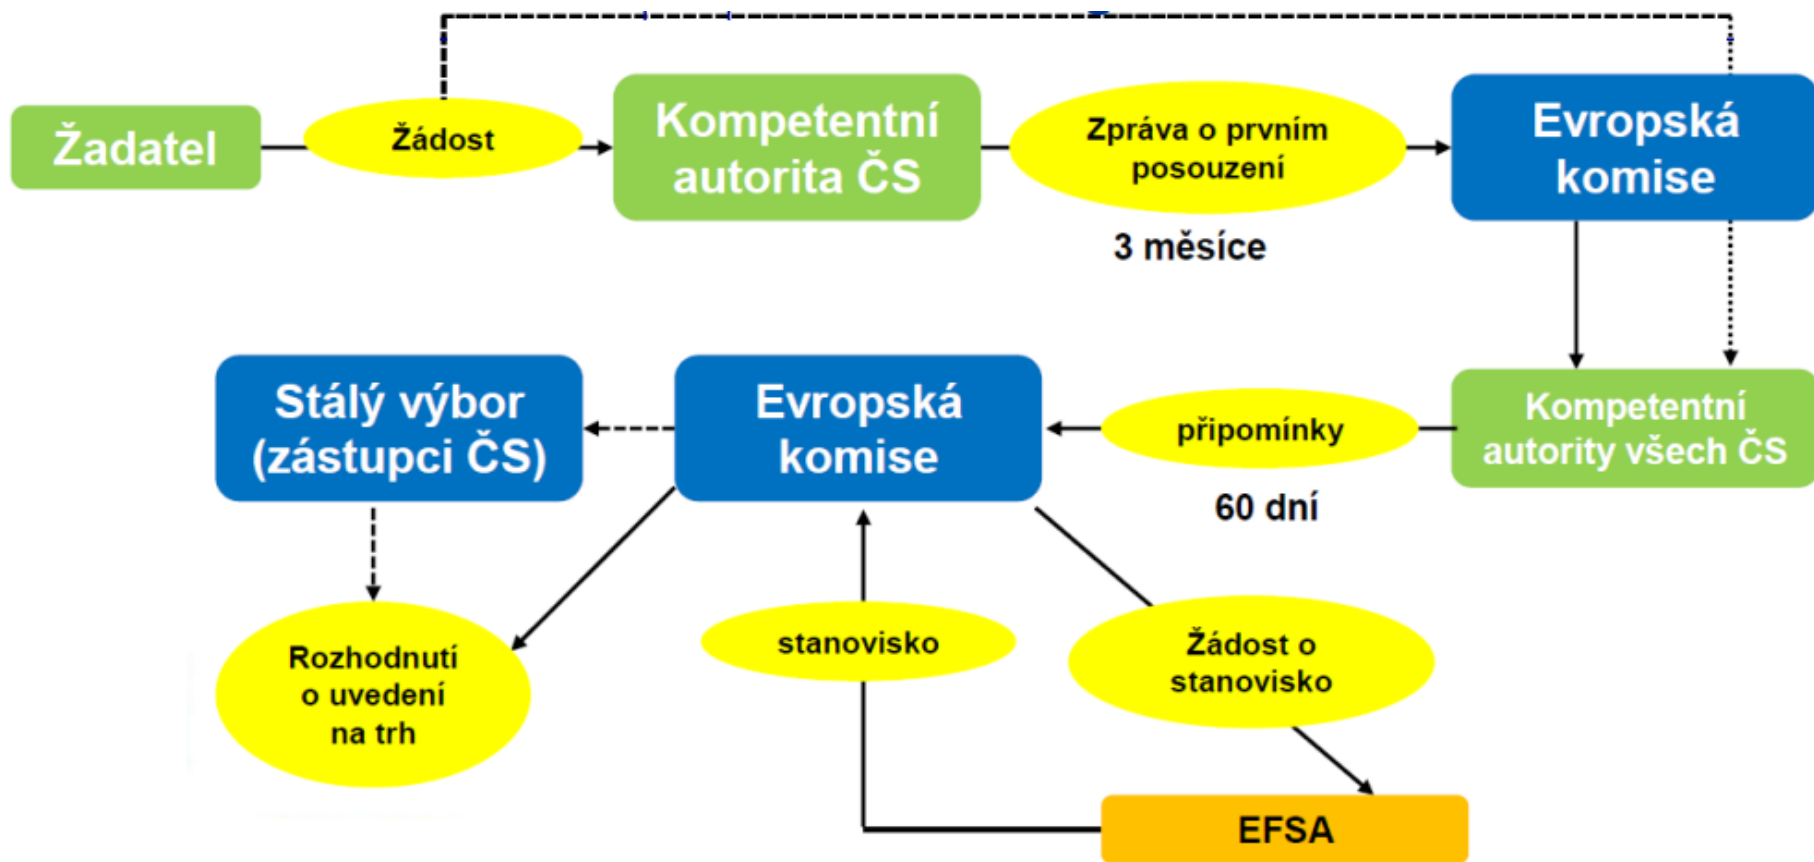 Žadatel
Žádost
Kompetentní
autorita ČS
Zpráva o prvním
posouzení
3 měsíce
Evropská
komise
Stálý výbor
(zástupci ČS)
Evropská
komise
připomínky
60 dní
Kompetentní
autority všech ČS
Rozhodnutí
o uvedení
na trh
stanovisko
Žádost o
stanovisko
EFSA